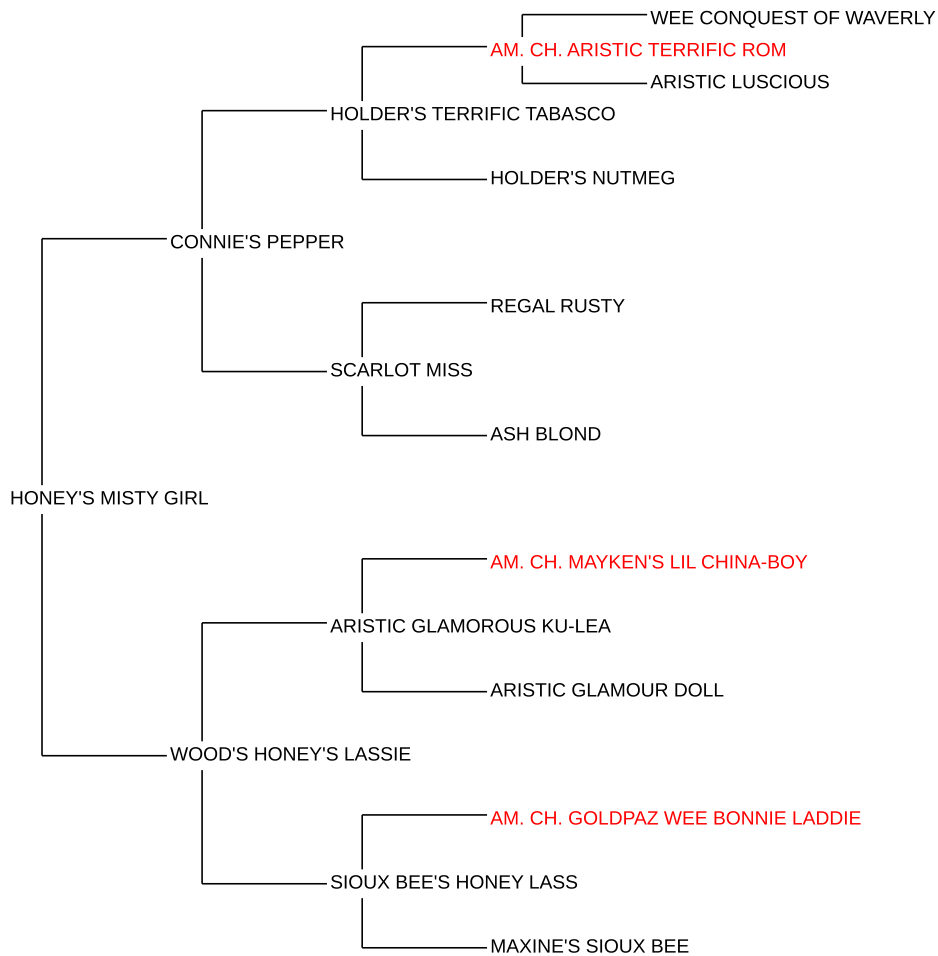 WEE CONQUEST OF WAVERLY
AM. CH. ARISTIC TERRIFIC ROM
ARISTIC LUSCIOUS
HOLDER'S TERRIFIC TABASCO
HOLDER'S NUTMEG
CONNIE'S PEPPER
REGAL RUSTY
SCARLOT MISS
ASH BLOND
HONEY'S MISTY GIRL
AM. CH. MAYKEN'S LIL CHINA-BOY
ARISTIC GLAMOROUS KU-LEA
ARISTIC GLAMOUR DOLL
WOOD'S HONEY'S LASSIE
AM. CH. GOLDPAZ WEE BONNIE LADDIE
SIOUX BEE'S HONEY LASS
MAXINE'S SIOUX BEE